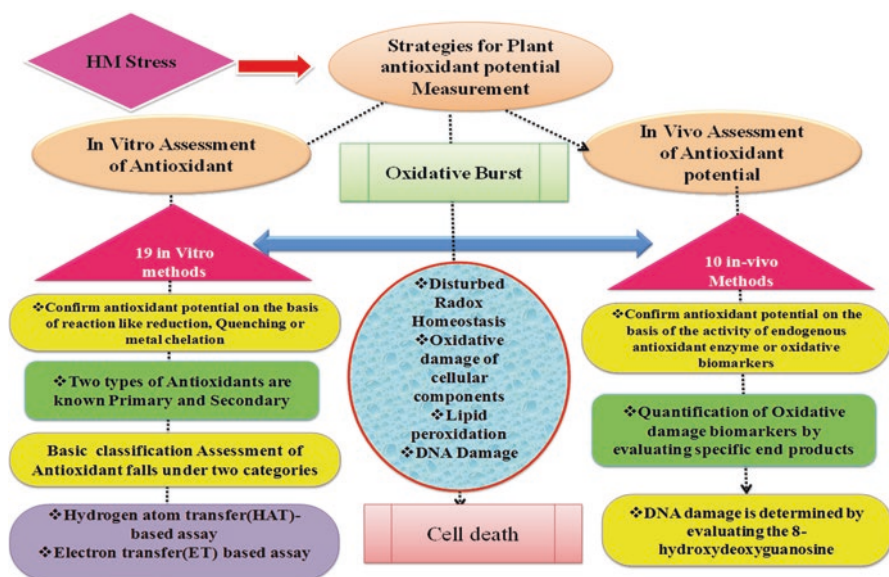 HM Stress
Strategies for Plant
antioxidant potential
Measurement
In Vitro Assessment
of Antioxidant
Oxidative Burst
In Vivo Assessment
of Antioxidant
potential
19 in Vitro
methods
10 in-vivo
Methods
❖Confirm antioxidant potential on the basis
of reaction like reduction, Quenching or
metal chelation
❖Two types of Antioxidants are
known Primary and Secondary
Basic classification Assessment of
Antioxidant falls under two categories
❖Hydrogen atom transfer(HAT)-
based assay
❖Electron transfer(ET) based assay
❖Disturbed
Radox
Homeostasis
❖Oxidative
damage of
cellular
components
❖Lipid
peroxidation
❖DNA Damage
Cell death
❖Confirm antioxidant potential on the
basis of the activity of endogenous
antioxidant enzyme or oxidative
biomarkers
❖Quantification of Oxidative
damage biomarkers by
evaluating specific end products
❖DNA damage is determined by
evaluating the 8-
hydroxydeoxyguanosine